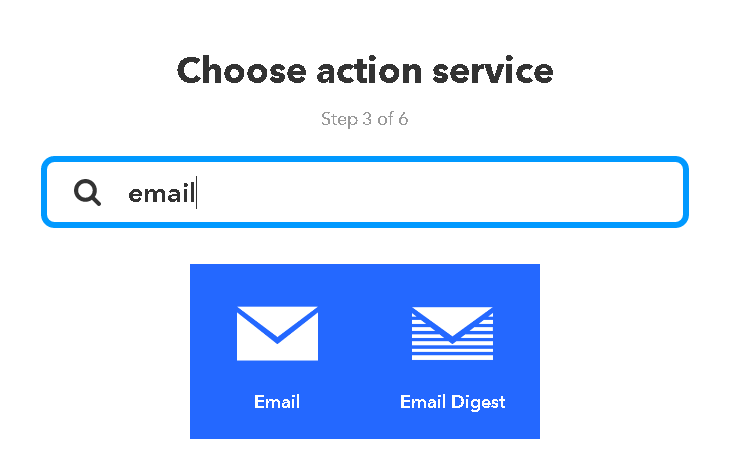 Choose action service
Step 3 of 6
email
Email
Email Digest